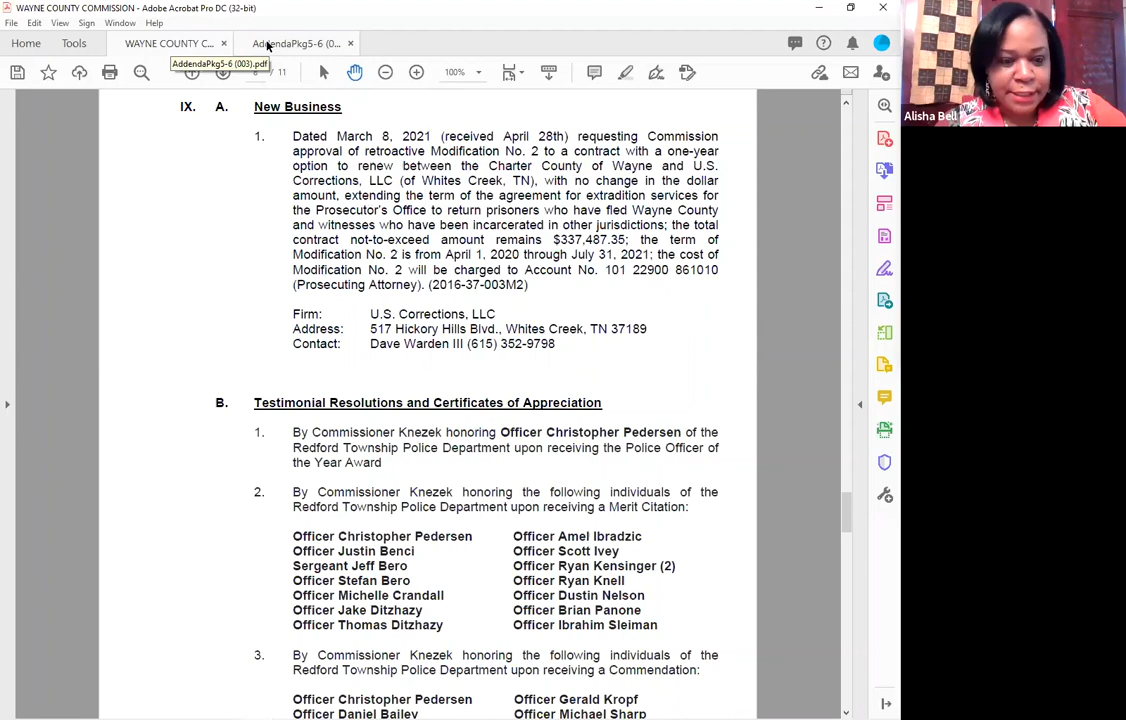 WAYNE COUNTY COMMISSION - Adobe Acrobat Pro DC (32-bit)
File Edit View Sign Window Help
Home Tools WAYNE COUNTY C... × AddendaPkg5-6 (0... ×
AddendaPkg5-6 (003).pdf
/ 11 100%
Alisha Bell
IX. A. New Business
1. Dated March 8, 2021 (received April 28th) requesting Commission
approval of retroactive Modification No. 2 to a contract with a one-year
option to renew between the Charter County of Wayne and U.S.
Corrections, LLC (of Whites Creek, TN), with no change in the dollar
amount, extending the term of the agreement for extradition services for
the Prosecutor's Office to return prisoners who have fled Wayne County
and witnesses who have been incarcerated in other jurisdictions; the total
contract not-to-exceed amount remains $337,487.35; the term of
Modification No. 2 is from April 1, 2020 through July 31, 2021; the cost of
Modification No. 2 will be charged to Account No. 101 22900 861010
(Prosecuting Attorney). (2016-37-003M2)
Firm: U.S. Corrections, LLC
Address: 517 Hickory Hills Blvd., Whites Creek, TN 37189
Contact: Dave Warden III (615) 352-9798
B. Testimonial Resolutions and Certificates of Appreciation
1. By Commissioner Knezek honoring Officer Christopher Pedersen of the
Redford Township Police Department upon receiving the Police Officer of
the Year Award
2. By Commissioner Knezek honoring the following individuals of the
Redford Township Police Department upon receiving a Merit Citation:
Officer Christopher Pedersen Officer Amel Ibradzic
Officer Justin Benci Officer Scott Ivey
Sergeant Jeff Bero Officer Ryan Kensinger (2)
Officer Stefan Bero Officer Ryan Knell
Officer Michelle Crandall Officer Dustin Nelson
Officer Jake Ditzhazy Officer Brian Panone
Officer Thomas Ditzhazy Officer Ibrahim Sleiman
3. By Commissioner Knezek honoring the following individuals of the
Redford Township Police Department upon receiving a Commendation:
Officer Christopher Pedersen Officer Gerald Kropf
Officer Daniel Bailey Officer Michael Sharp